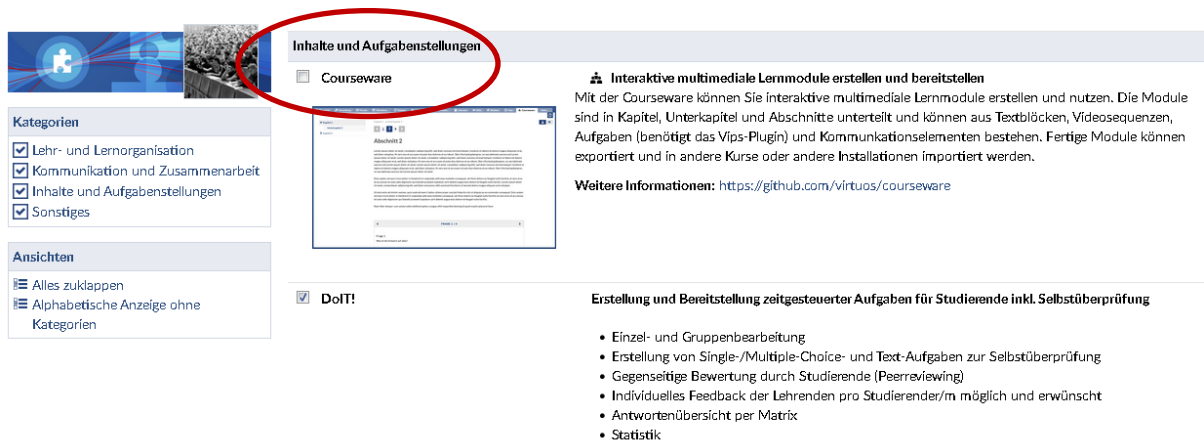 Inhalte und Aufgabenstellungen
Courseware
Interaktive multimediale Lernmodule erstellen und bereitstellen
Mit der Courseware können Sie interaktive multimediale Lernmodule erstellen und nutzen. Die Module
sind in Kapitel, Unterkapitel und Abschnitte unterteilt und können aus Textblöcken, Videosequenzen,
Aufgaben (benötigt das Vips-Plugin) und Kommunkationselementen bestehen. Fertige Module können
exportiert und in andere Kurse oder andere Installationen importiert werden.
Weitere Informationen: https://github.com/virtuos/courseware
Abschnitt 2
Kategorien
Lehr- und Lernorganisation
Kommunikation und Zusammenarbeit
Inhalte und Aufgabenstellungen
Sonstiges
Ansichten
Alles zuklappen
Alphabetische Anzeige ohne
Kategorien
DoIT!
Erstellung und Bereitstellung zeitgesteuerter Aufgaben für Studierende inkl. Selbstüberprüfung
• Einzel- und Gruppenbearbeitung
• Erstellung von Single-/Multiple-Choice- und Text-Aufgaben zur Selbstüberprüfung
• Gegenseitige Bewertung durch Studierende (Peerreviewing)
• Individuelles Feedback der Lehrenden pro Studierender/m möglich und erwünscht
• Antwortenübersicht per Matrix
• Statistik